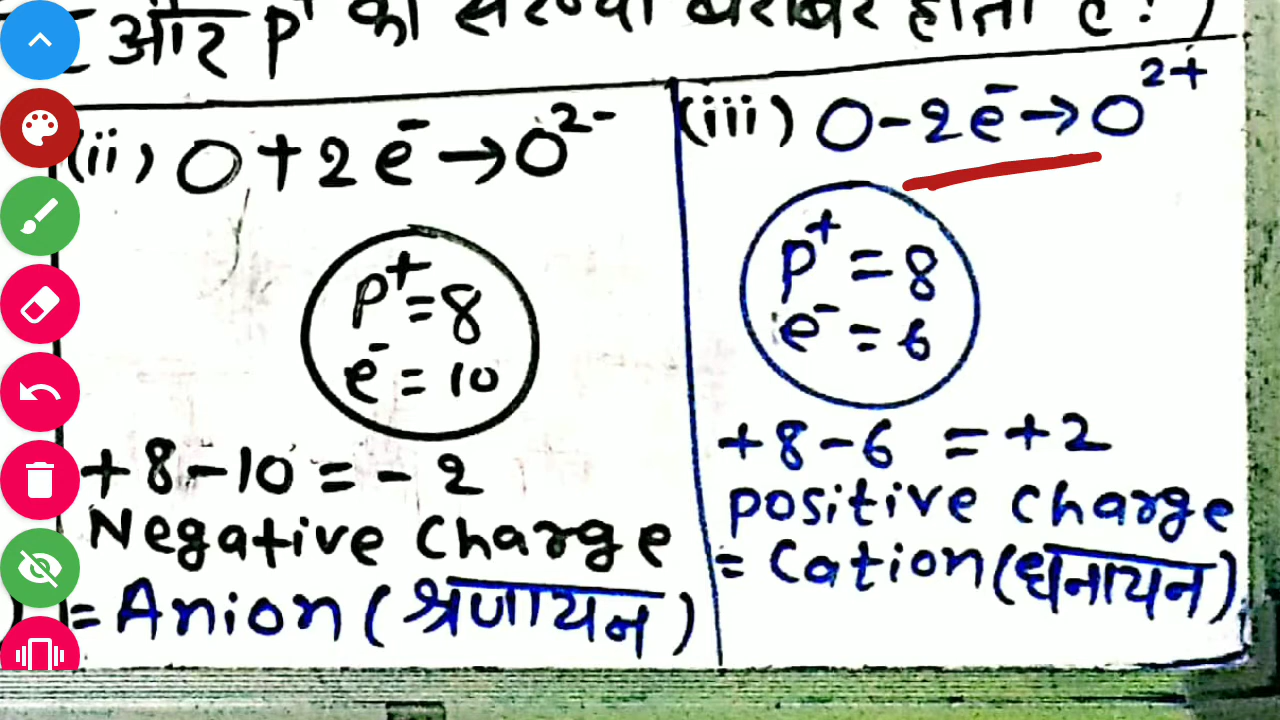 और p⁺ की संख्या बराबर होता है।)
(ii) O + 2e⁻ → O²⁻
p⁺ = 8
e⁻ = 10
+8-10 = -2
Negative Charge
= Anion (श्रणायन)
(iii) O - 2e⁻ → O²⁺
p⁺ = 8
e⁻ = 6
+8-6 = +2
positive charge
= Cation (धनायन)